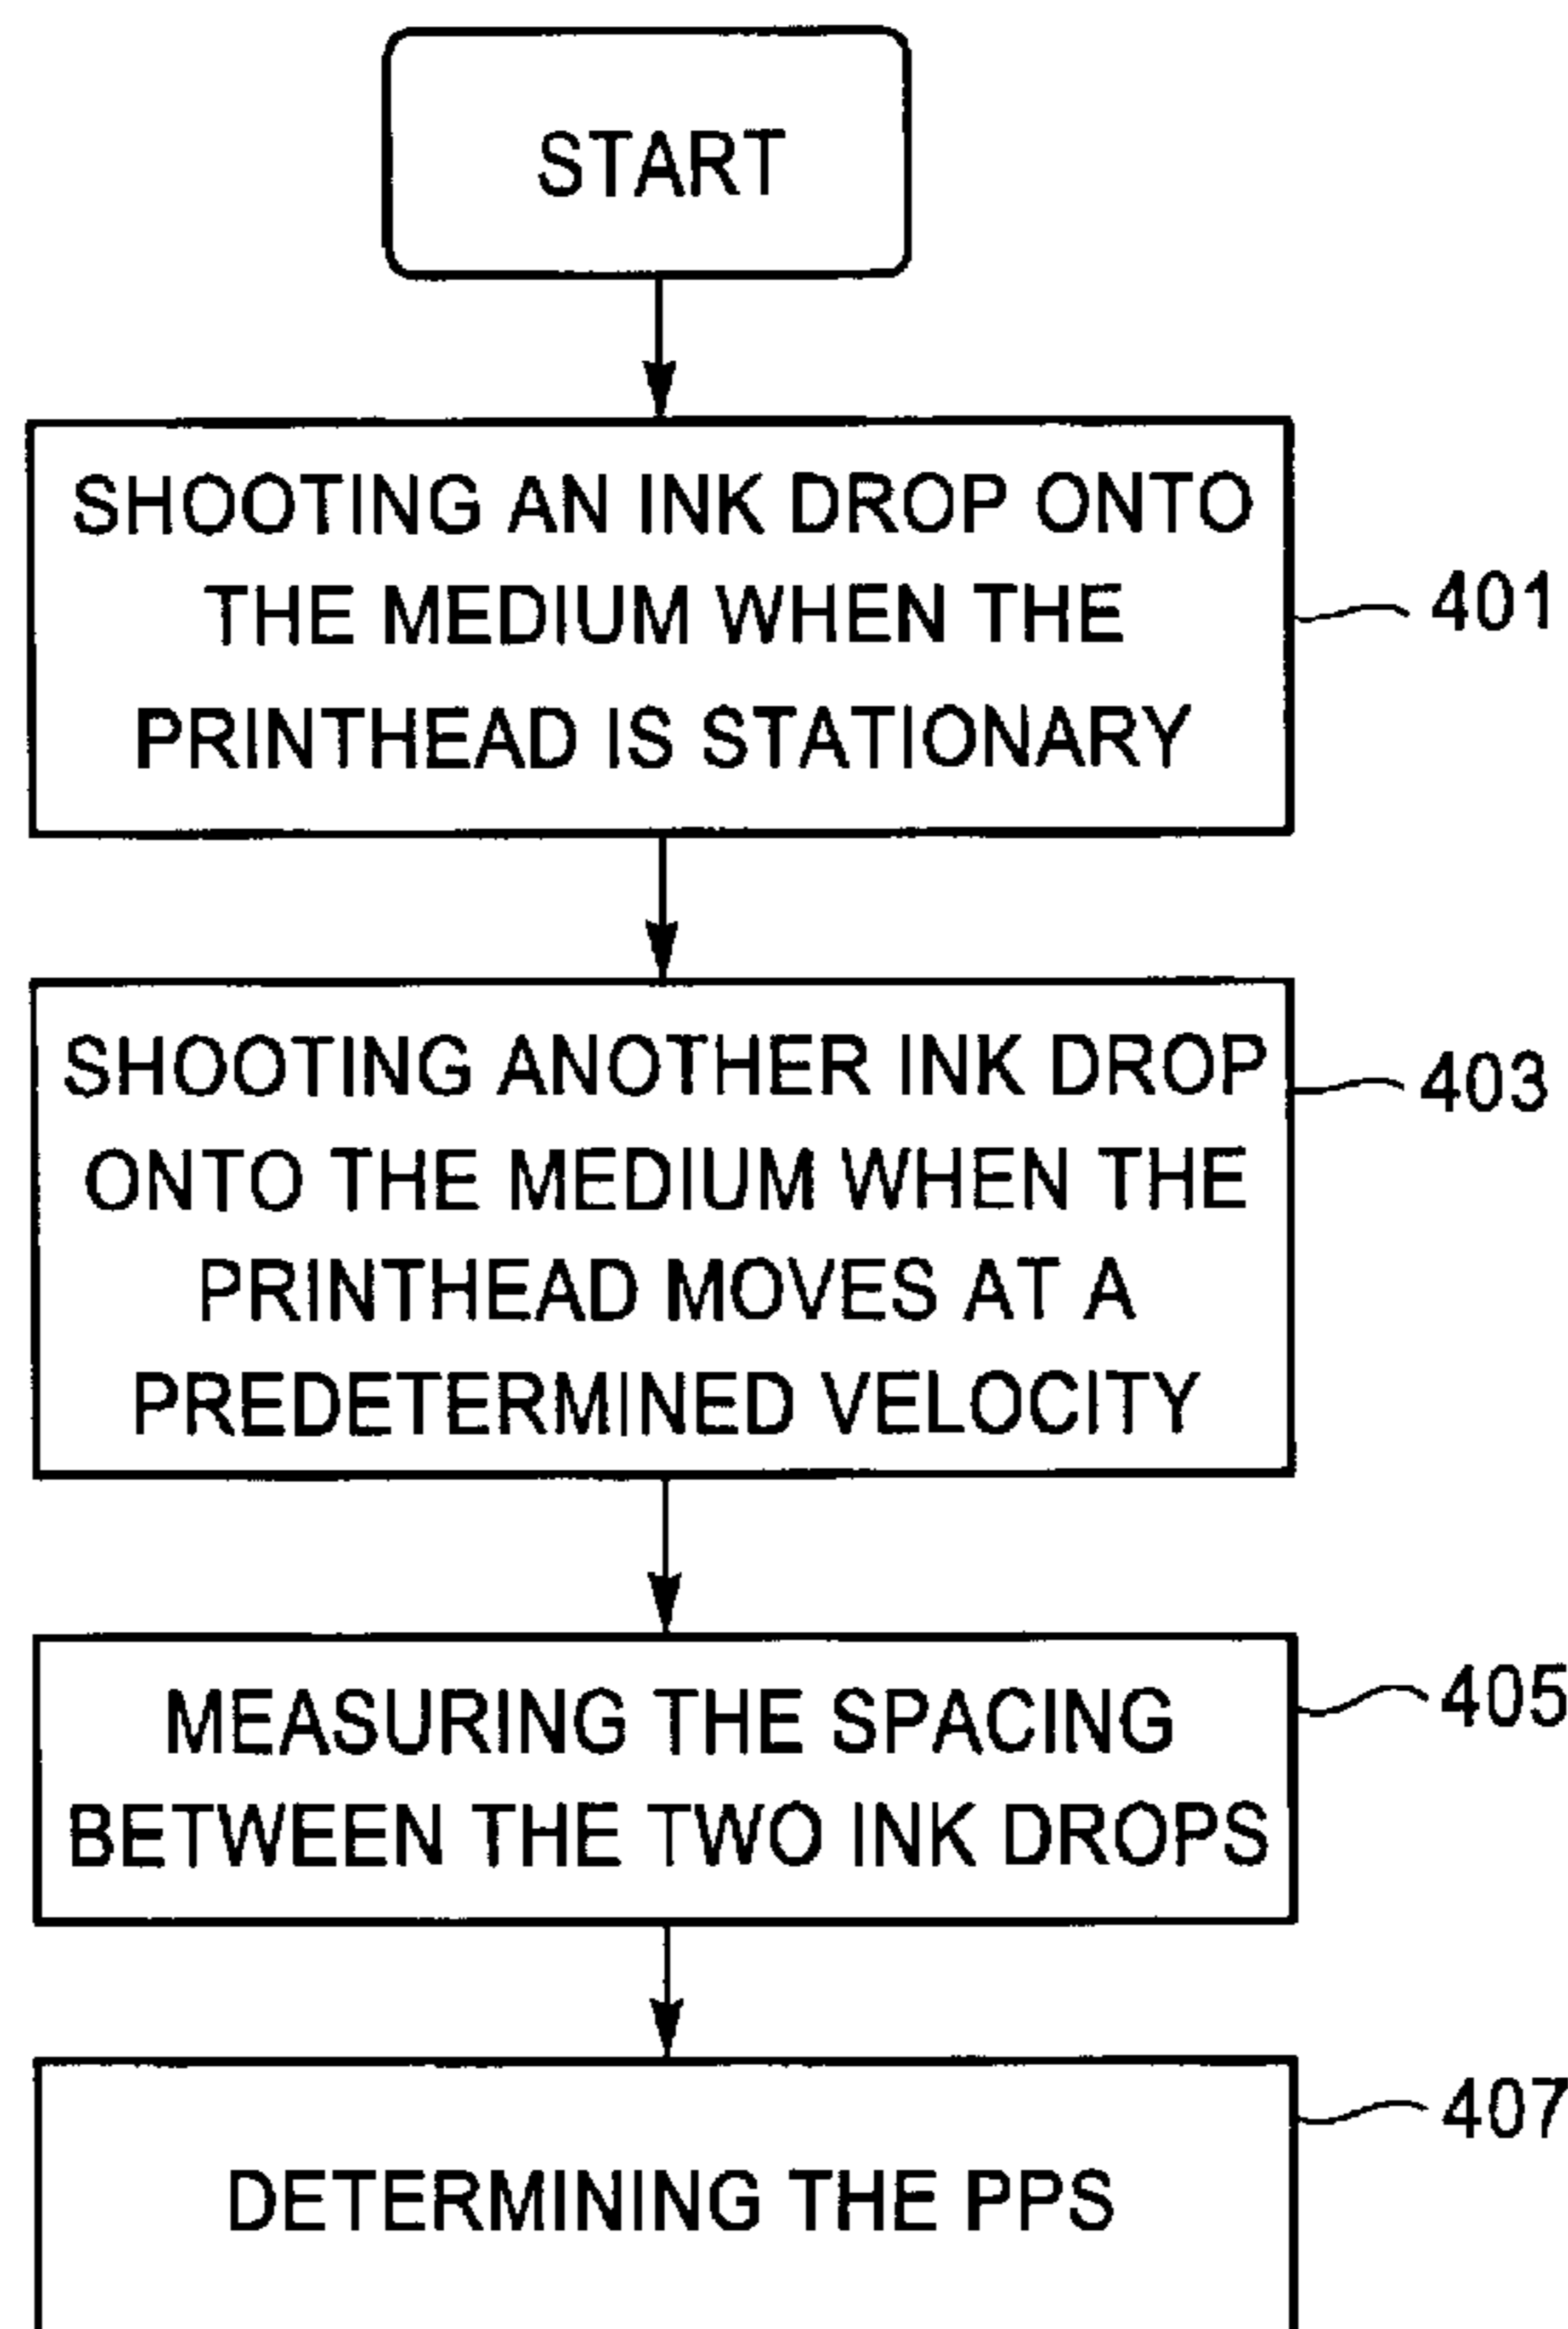 START
SHOOTING AN INK DROP ONTO
THE MEDIUM WHEN THE
PRINTHEAD IS STATIONARY
401
SHOOTING ANOTHER INK DROP
ONTO THE MEDIUM WHEN THE
PRINTHEAD MOVES AT A
PREDETERMINED VELOCITY
403
MEASURING THE SPACING
BETWEEN THE TWO INK DROPS
405
DETERMINING THE PPS
407